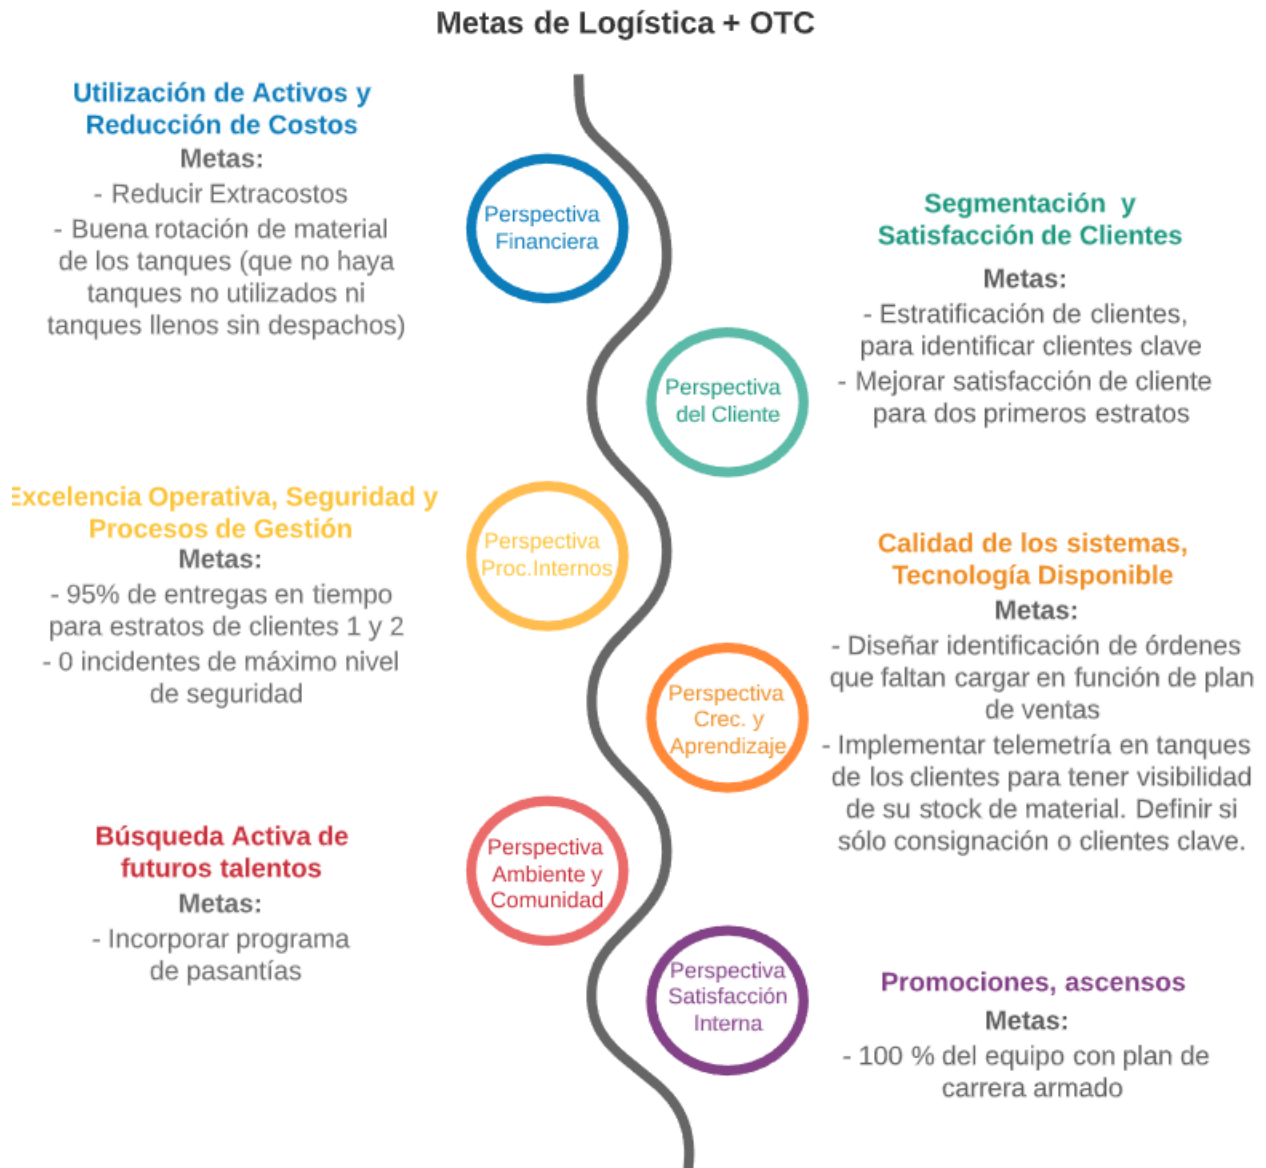 Metas de Logística + OTC
Utilización de Activos y
Reducción de Costos
Metas:
- Reducir Extracostos
- Buena rotación de material
de los tanques (que no haya
tanques no utilizados ni
tanques llenos sin despachos)
Perspectiva
Financiera
Segmentación y
Satisfacción de Clientes
Metas:
- Estratificación de clientes,
para identificar clientes clave
- Mejorar satisfacción de cliente
para dos primeros estratos
Perspectiva
del Cliente
Excelencia Operativa, Seguridad y
Procesos de Gestión
Metas:
- 95% de entregas en tiempo
para estratos de clientes 1 y 2
- 0 incidentes de máximo nivel
de seguridad
Perspectiva
Proc.Internos
Calidad de los sistemas,
Tecnología Disponible
Metas:
- Diseñar identificación de órdenes
que faltan cargar en función de plan
de ventas
- Implementar telemetría en tanques
de los clientes para tener visibilidad
de su stock de material. Definir si
sólo consignación o clientes clave.
Perspectiva
Crec. y
Aprendizaje
Búsqueda Activa de
futuros talentos
Metas:
- Incorporar programa
de pasantías
Perspectiva
Ambiente y
Comunidad
Perspectiva
Satisfacción
Interna
Promociones, ascensos
Metas:
- 100 % del equipo con plan de
carrera armado